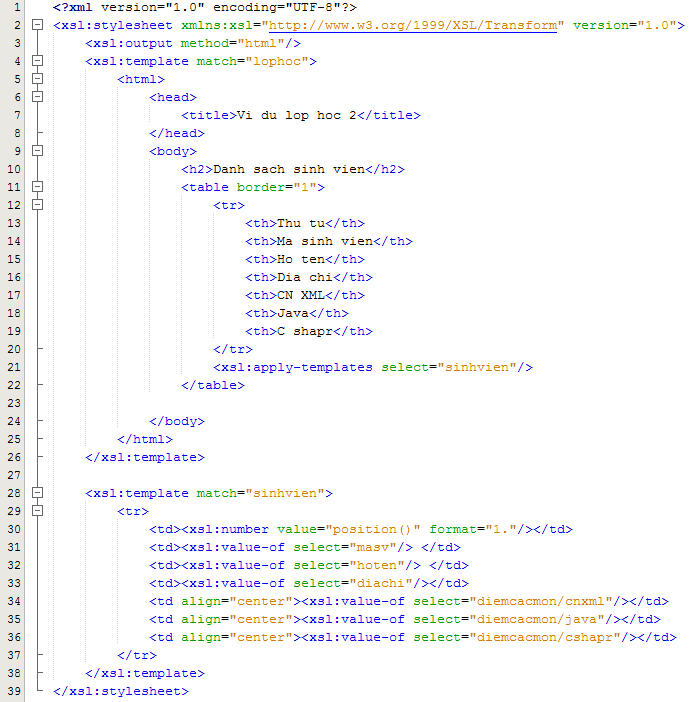 1 <?xml version="1.0" encoding="UTF-8"?>
2 <xsl:stylesheet xmlns:xsl="http://www.w3.org/1999/XSL/Transform" version="1.0">
3 <xsl:output method="html"/>
4 <xsl:template match="lophoc">
5 <html>
6 <head>
7 <title>Vi du lop hoc 2</title>
8 </head>
9 <body>
10 <h2>Danh sach sinh vien</h2>
11 <table border="1">
12 <tr>
13 <th>Thu tu</th>
14 <th>Ma sinh vien</th>
15 <th>Ho ten</th>
16 <th>Dia chi</th>
17 <th>CN XML</th>
18 <th>Java</th>
19 <th>C shapr</th>
20 </tr>
21 <xsl:apply-templates select="sinhvien"/>
22 </table>
23
24 </body>
25 </html>
26 </xsl:template>
27
28 <xsl:template match="sinhvien">
29 <tr>
30 <td><xsl:number value="position()" format="1."/></td>
31 <td><xsl:value-of select="masv"/> </td>
32 <td><xsl:value-of select="hoten"/> </td>
33 <td><xsl:value-of select="diachi"/></td>
34 <td align="center"><xsl:value-of select="diemcacmon/cnxml"/></td>
35 <td align="center"><xsl:value-of select="diemcacmon/java"/></td>
36 <td align="center"><xsl:value-of select="diemcacmon/cshapr"/></td>
37 </tr>
38 </xsl:template>
39 </xsl:stylesheet>